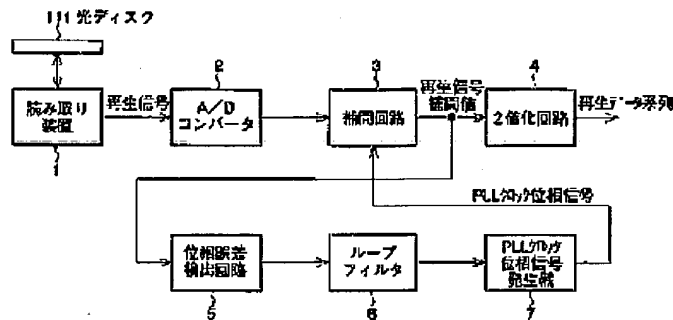 111 光ディスク
2
3
4
再生信号
再生信号
補間値
再生データ系列
読み取り
装置
A/D
コンバータ
補間回路
2値化回路
1
PLLクロック位相信号
位相誤差
検出回路
ループ
フィルタ
PLLクロック
位相信号
発生器
5
6
7